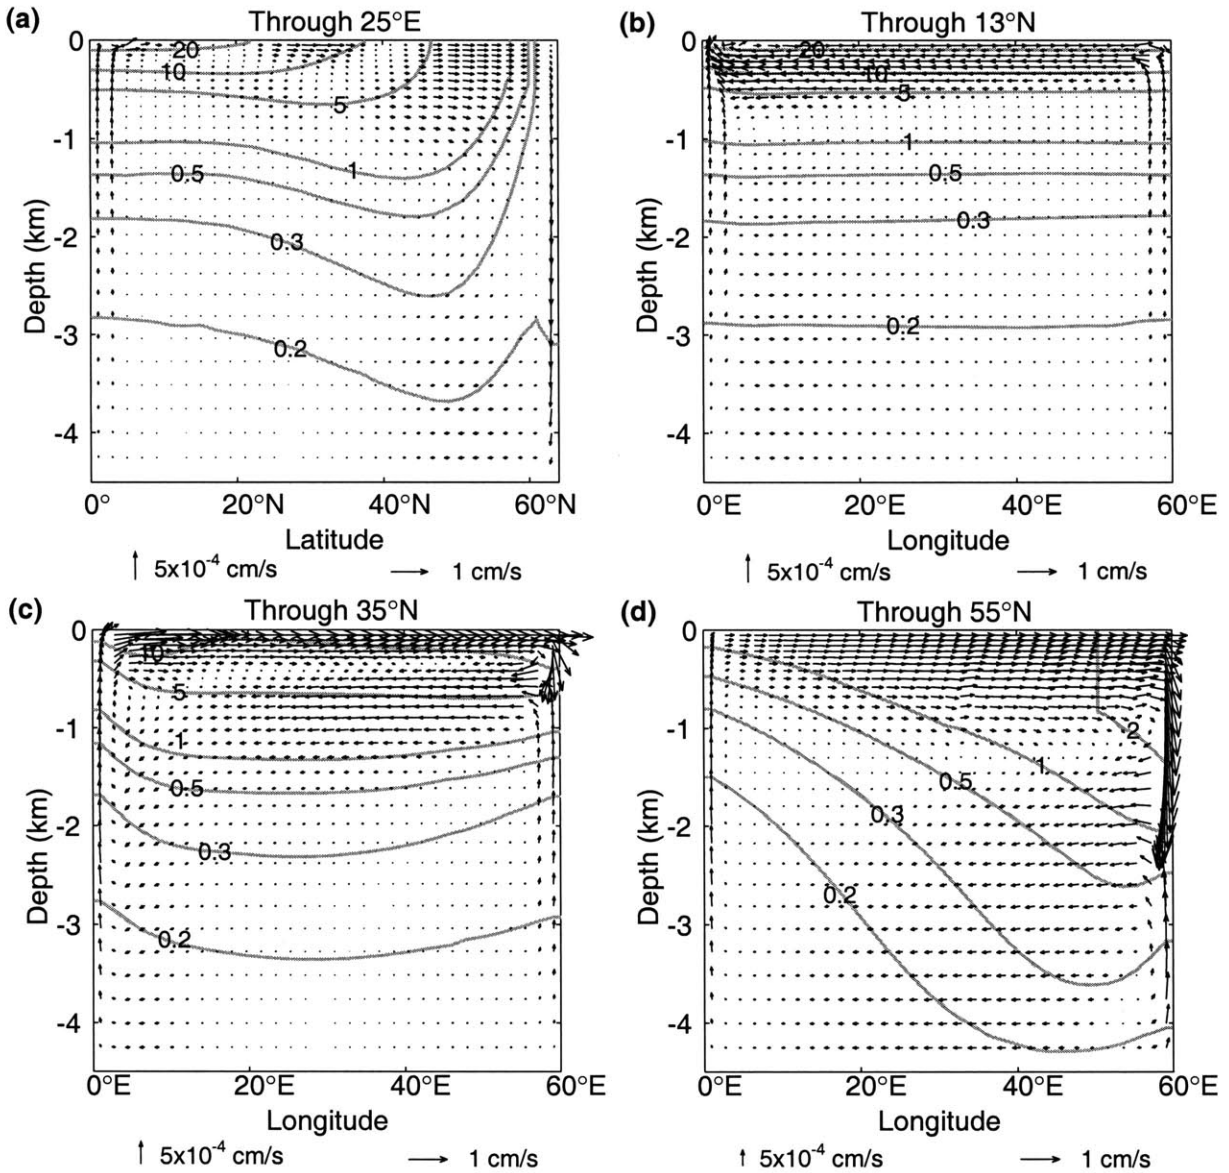 (a) Through 25°E
0
-1
-2
-3
-4
Depth (km)
20
10
5
1
0.5
0.3
0.2
0° 20°N 40°N 60°N
Latitude
5x10⁻⁴ cm/s 1 cm/s
(b) Through 13°N
0
-1
-2
-3
-4
Depth (km)
20
10
5
1
0.5
0.3
0.2
0°E 20°E 40°E 60°E
Longitude
5x10⁻⁴ cm/s 1 cm/s
(c) Through 35°N
0
-1
-2
-3
-4
Depth (km)
10
5
1
0.5
0.3
0.2
0°E 20°E 40°E 60°E
Longitude
5x10⁻⁴ cm/s 1 cm/s
(d) Through 55°N
0
-1
-2
-3
-4
Depth (km)
2
1
0.5
0.3
0.2
0°E 20°E 40°E 60°E
Longitude
5x10⁻⁴ cm/s 1 cm/s